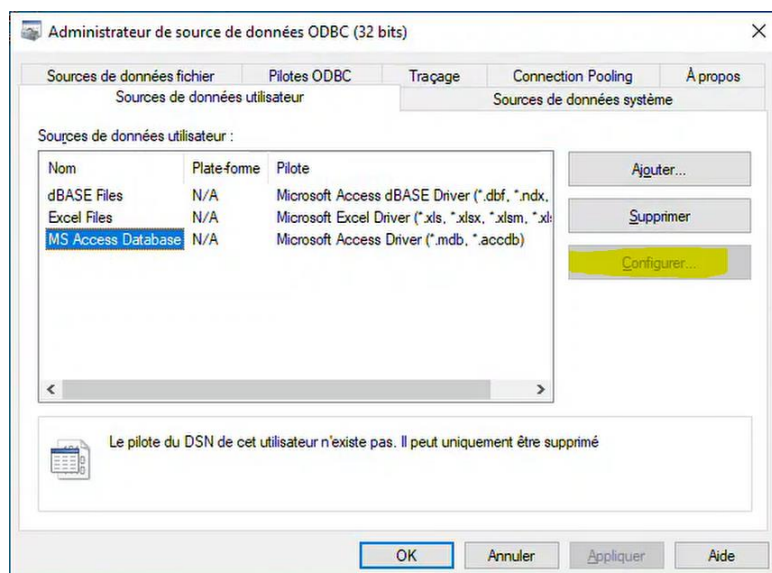 Administrateur de source de données ODBC (32 bits)
Sources de données fichier Pilotes ODBC Traçage Connection Pooling À propos
Sources de données utilisateur Sources de données système
Sources de données utilisateur :
Nom Plate-forme Pilote
dBASE Files N/A Microsoft Access dBASE Driver (*.dbf, *.ndx,
Excel Files N/A Microsoft Excel Driver (*.xls, *.xlsx, *.xlsm, *.xl
MS Access Database N/A Microsoft Access Driver (*.mdb, *.accdb)
Ajouter...
Supprimer
Configurer...
Le pilote du DSN de cet utilisateur n'existe pas. Il peut uniquement être supprimé
OK Annuler Appliquer Aide